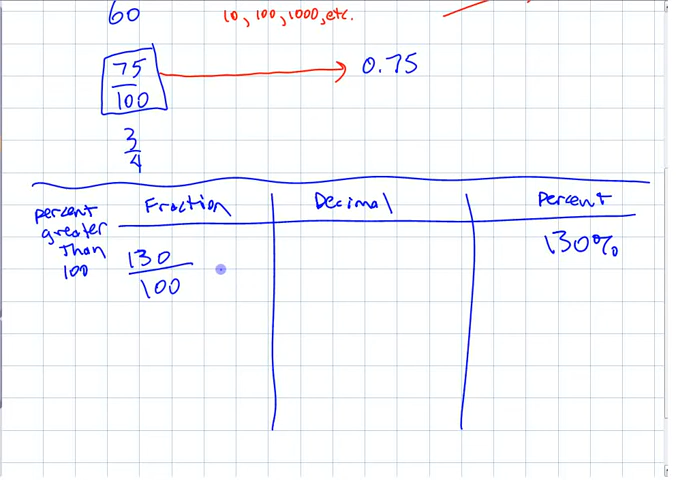 60
10, 100, 1000, etc.
75
100
0.75
3
4
percent greater than 100
Fraction
Decimal
Percent
130
100
130%